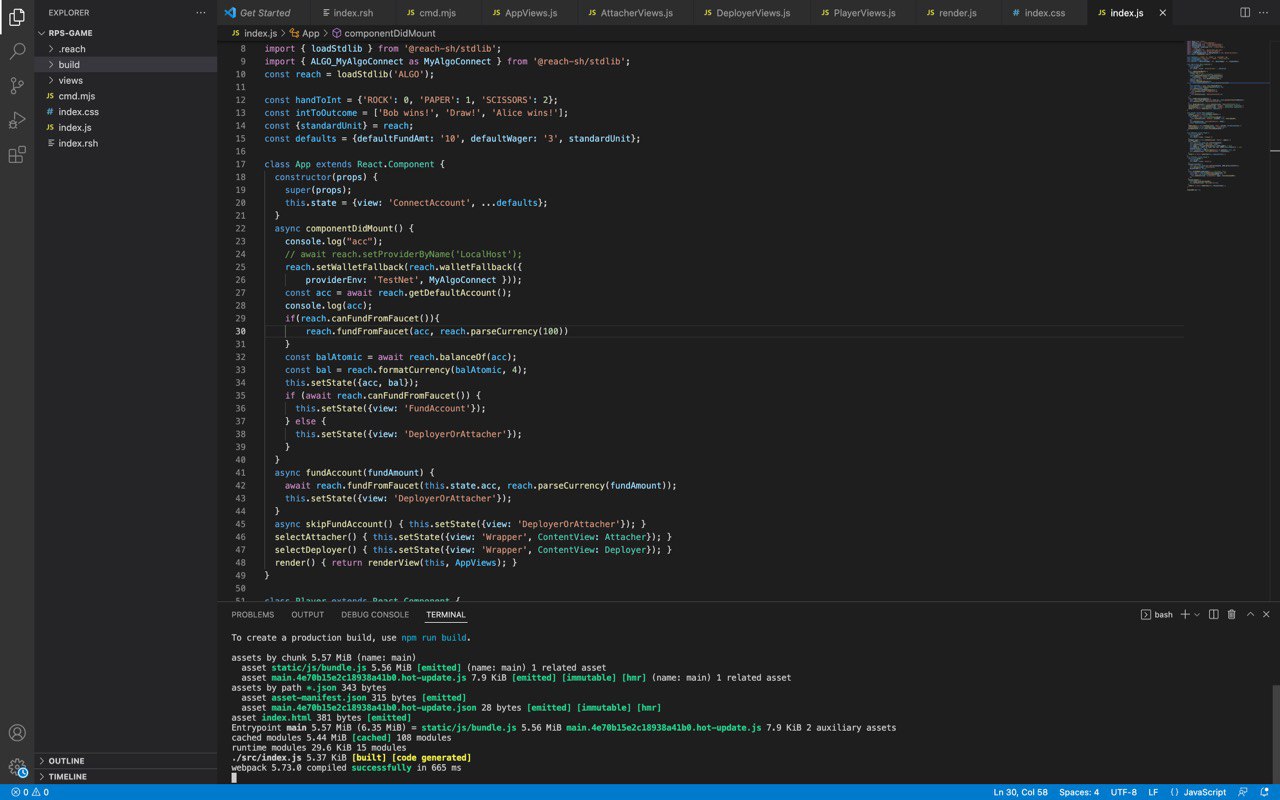 EXPLORER ···
Get Started
index.rsh
JS cmd.mjs
JS AppViews.js
JS AttacherViews.js
JS DeployerViews.js
JS PlayerViews.js
JS render.js
# index.css
JS index.js
RPS-GAME
.reach
build
views
JS cmd.mjs
# index.css
JS index.js
index.rsh
JS index.js > App > componentDidMount
8 import { loadStdlib } from '@reach-sh/stdlib';
9 import { ALGO_MyAlgoConnect as MyAlgoConnect } from '@reach-sh/stdlib';
10 const reach = loadStdlib('ALGO');
11
12 const handToInt = {'ROCK': 0, 'PAPER': 1, 'SCISSORS': 2};
13 const intToOutcome = ['Bob wins!', 'Draw!', 'Alice wins!'];
14 const {standardUnit} = reach;
15 const defaults = {defaultFundAmt: '10', defaultWager: '3', standardUnit};
16
17 class App extends React.Component {
18 constructor(props) {
19 super(props);
20 this.state = {view: 'ConnectAccount', ...defaults};
21 }
22 async componentDidMount() {
23 console.log("acc");
24 // await reach.setProviderByName('LocalHost');
25 reach.setWalletFallback(reach.walletFallback({
26 providerEnv: 'TestNet', MyAlgoConnect }));
27 const acc = await reach.getDefaultAccount();
28 console.log(acc);
29 if(reach.canFundFromFaucet()){
30 reach.fundFromFaucet(acc, reach.parseCurrency(100))
31 }
32 const balAtomic = await reach.balanceOf(acc);
33 const bal = reach.formatCurrency(balAtomic, 4);
34 this.setState({acc, bal});
35 if (await reach.canFundFromFaucet()) {
36 this.setState({view: 'FundAccount'});
37 } else {
38 this.setState({view: 'DeployerOrAttacher'});
39 }
40 }
41 async fundAccount(fundAmount) {
42 await reach.fundFromFaucet(this.state.acc, reach.parseCurrency(fundAmount));
43 this.setState({view: 'DeployerOrAttacher'});
44 }
45 async skipFundAccount() { this.setState({view: 'DeployerOrAttacher'}); }
46 selectAttacher() { this.setState({view: 'Wrapper', ContentView: Attacher}); }
47 selectDeployer() { this.setState({view: 'Wrapper', ContentView: Deployer}); }
48 render() { return renderView(this, AppViews); }
49 }
50
51 class Player extends React.Component {
PROBLEMS OUTPUT DEBUG CONSOLE TERMINAL
bash
To create a production build, use npm run build.
assets by chunk 5.57 MiB (name: main)
asset static/js/bundle.js 5.56 MiB [emitted] (name: main) 1 related asset
asset main.4e70b15e2c18938a41b0.hot-update.js 7.9 KiB [emitted] [immutable] [hmr] (name: main) 1 related asset
assets by path *.json 343 bytes
asset asset-manifest.json 315 bytes [emitted]
asset main.4e70b15e2c18938a41b0.hot-update.json 28 bytes [emitted] [immutable] [hmr]
asset index.html 381 bytes [emitted]
Entrypoint main 5.57 MiB (6.35 MiB) = static/js/bundle.js 5.56 MiB main.4e70b15e2c18938a41b0.hot-update.js 7.9 KiB 2 auxiliary assets
cached modules 5.44 MiB [cached] 108 modules
runtime modules 29.6 KiB 15 modules
./src/index.js 5.37 KiB [built] [code generated]
webpack 5.73.0 compiled successfully in 665 ms
OUTLINE
TIMELINE
0 0
Ln 30, Col 58 Spaces: 4 UTF-8 LF JavaScript